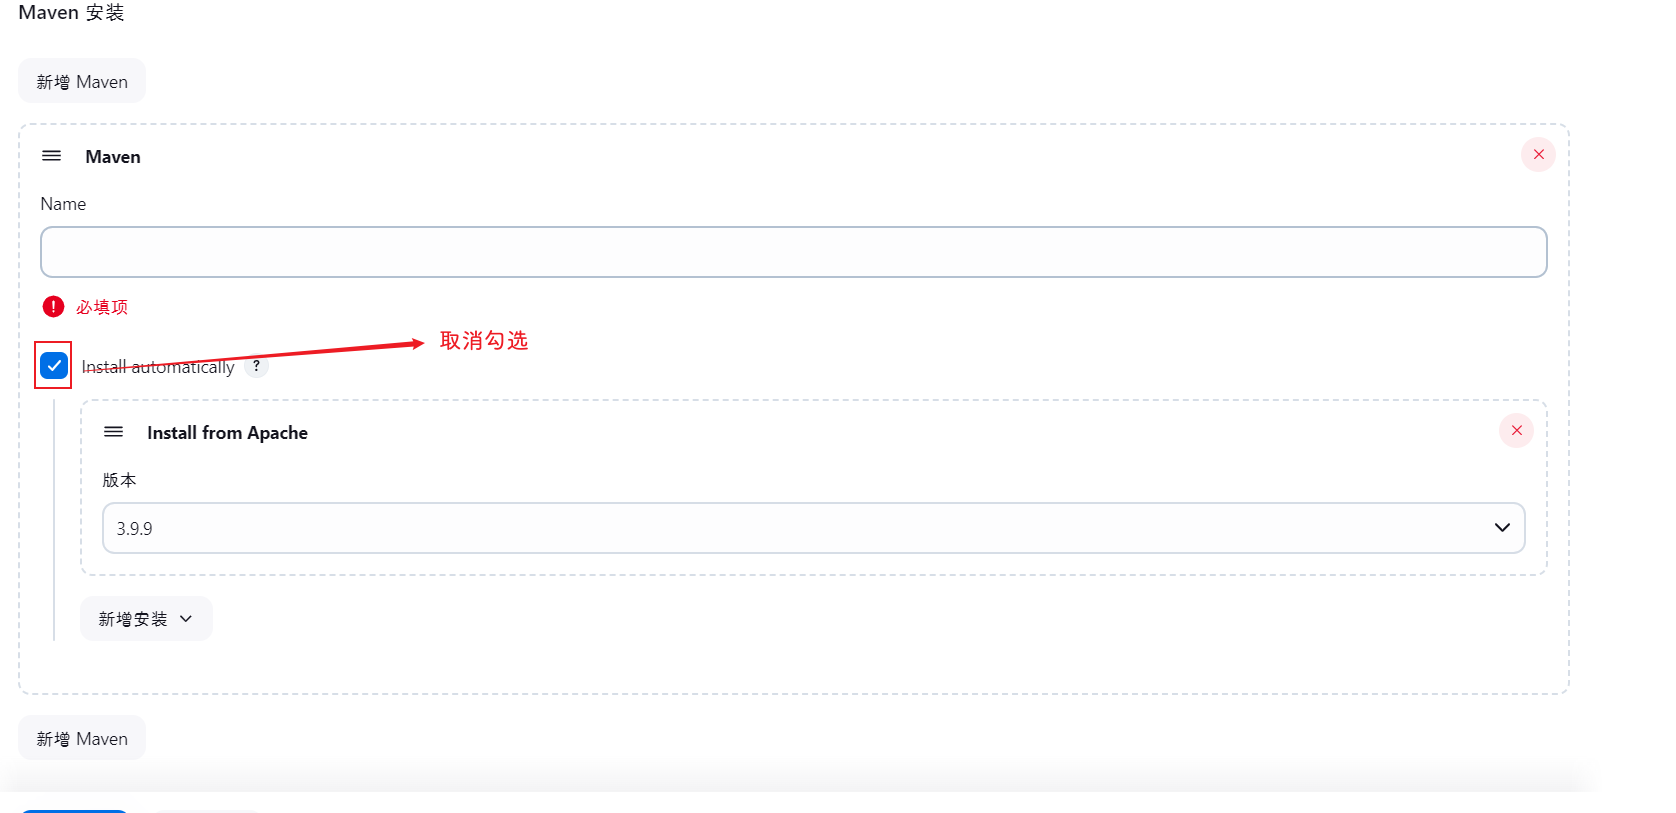 Maven 安装
新增 Maven
Maven
Name
必填项
取消勾选
Install automatically ?
Install from Apache
版本
3.9.9
新增安装
新增 Maven